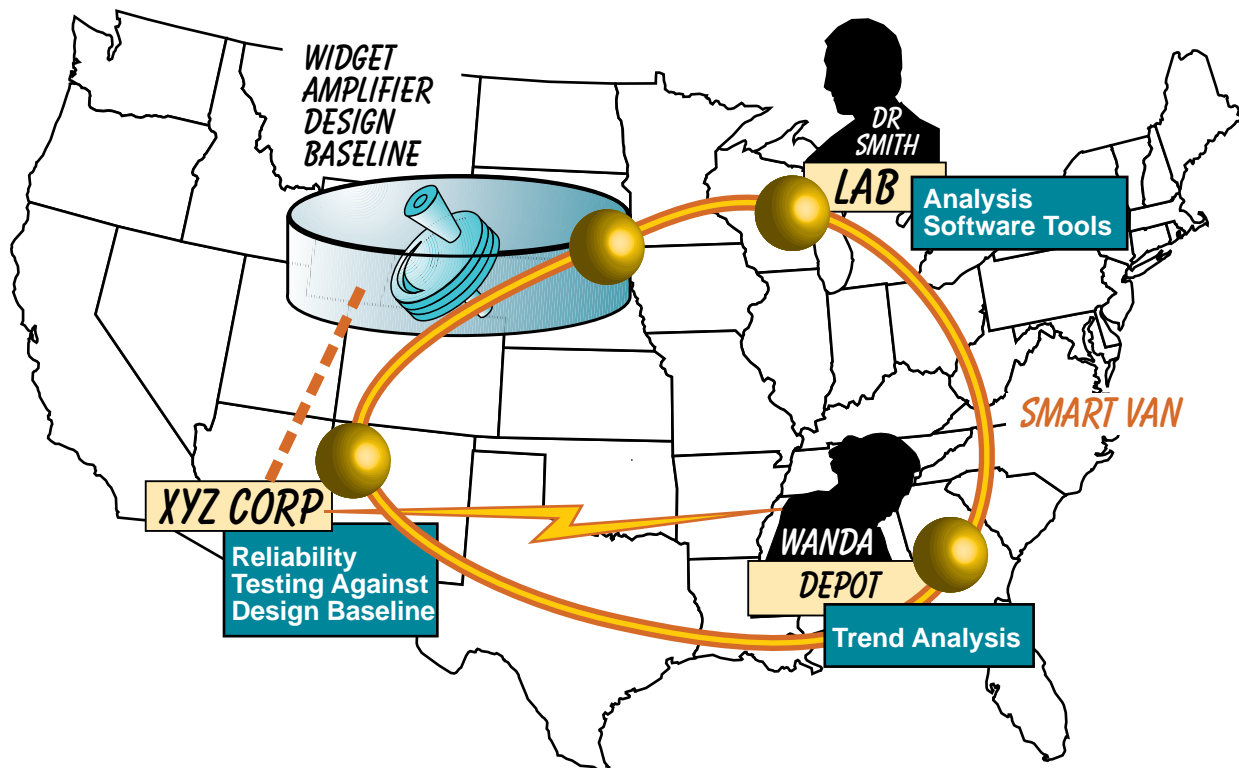 WIDGET
AMPLIFIER
DESIGN
BASELINE
DR
SMITH
LAB
Analysis
Software Tools
SMART VAN
XYZ CORP
Reliability
Testing Against
Design Baseline
WANDA
DEPOT
Trend Analysis